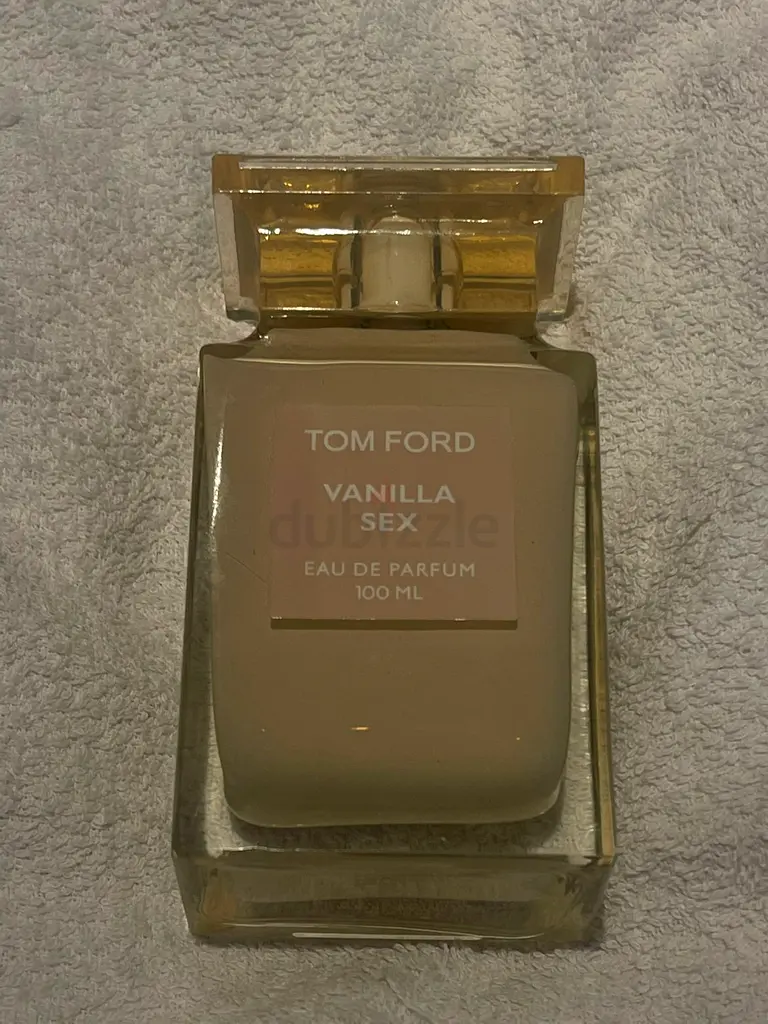 TOM FORD
VANILLA
SEX
dubizzle
EAU DE PARFUM
100 ML